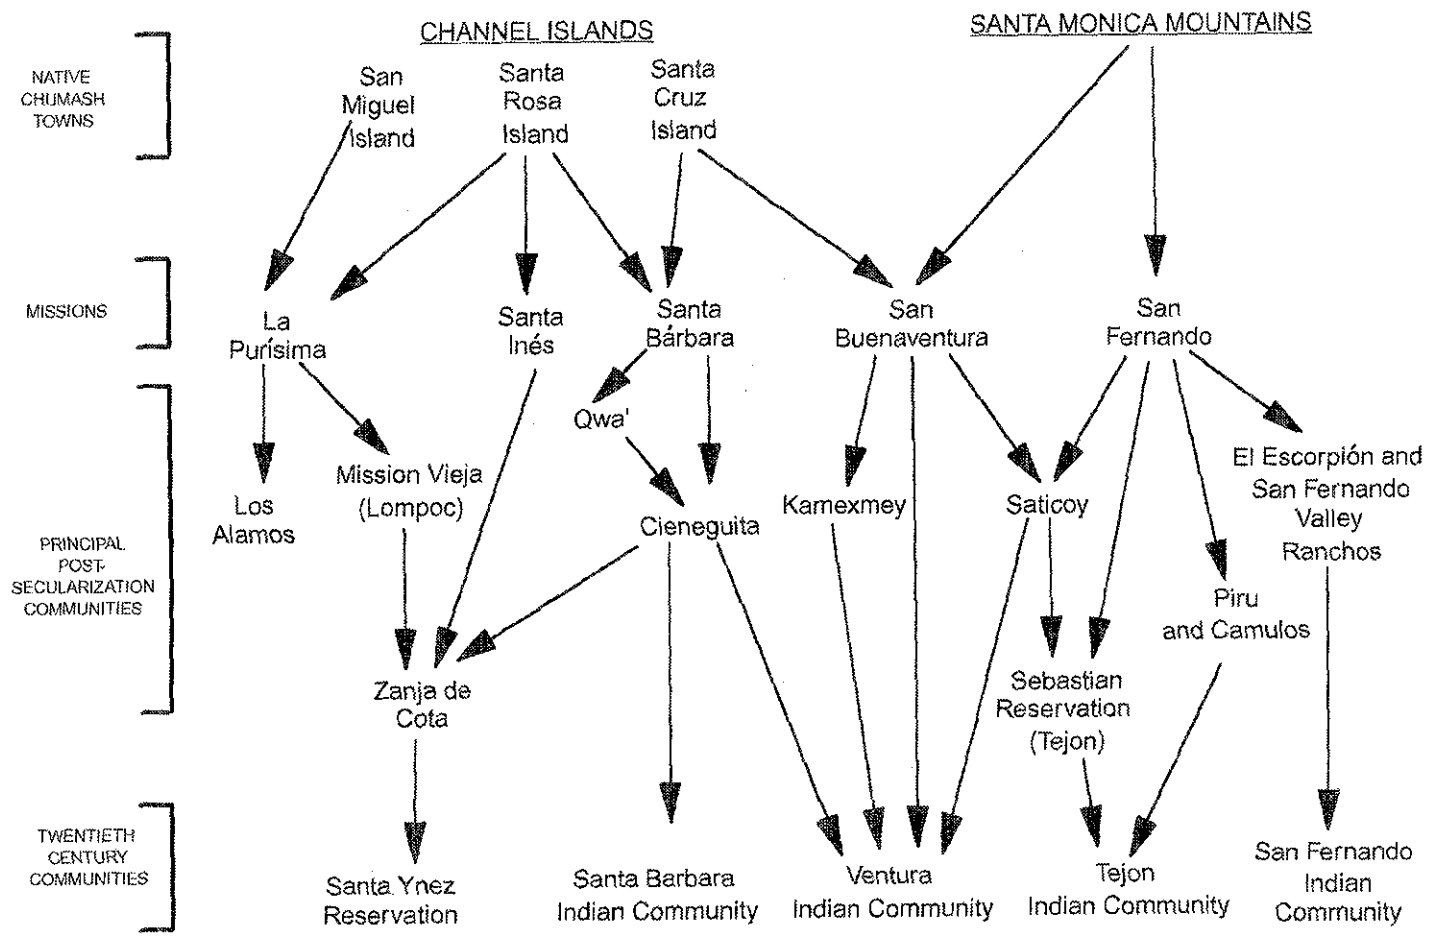 CHANNEL ISLANDS
SANTA MONICA MOUNTAINS
NATIVE
CHUMASH
TOWNS
San
Miguel
Island
Santa
Rosa
Island
Santa
Cruz
Island
MISSIONS
La
Purísima
Santa
Inés
Santa
Bárbara
San
Buenaventura
San
Fernando
PRINCIPAL
POST-
SECULARIZATION
COMMUNITIES
Qwa'
Los
Alamos
Mission Vieja
(Lompoc)
Cieneguita
Kamexmey
Saticoy
El Escorpión and
San Fernando
Valley
Ranchos
Piru
and Camulos
Zanja de
Cota
Sebastian
Reservation
(Tejon)
TWENTIETH
CENTURY
COMMUNITIES
Santa Ynez
Reservation
Santa Barbara
Indian Community
Ventura
Indian Community
Tejon
Indian Community
San Fernando
Indian
Community